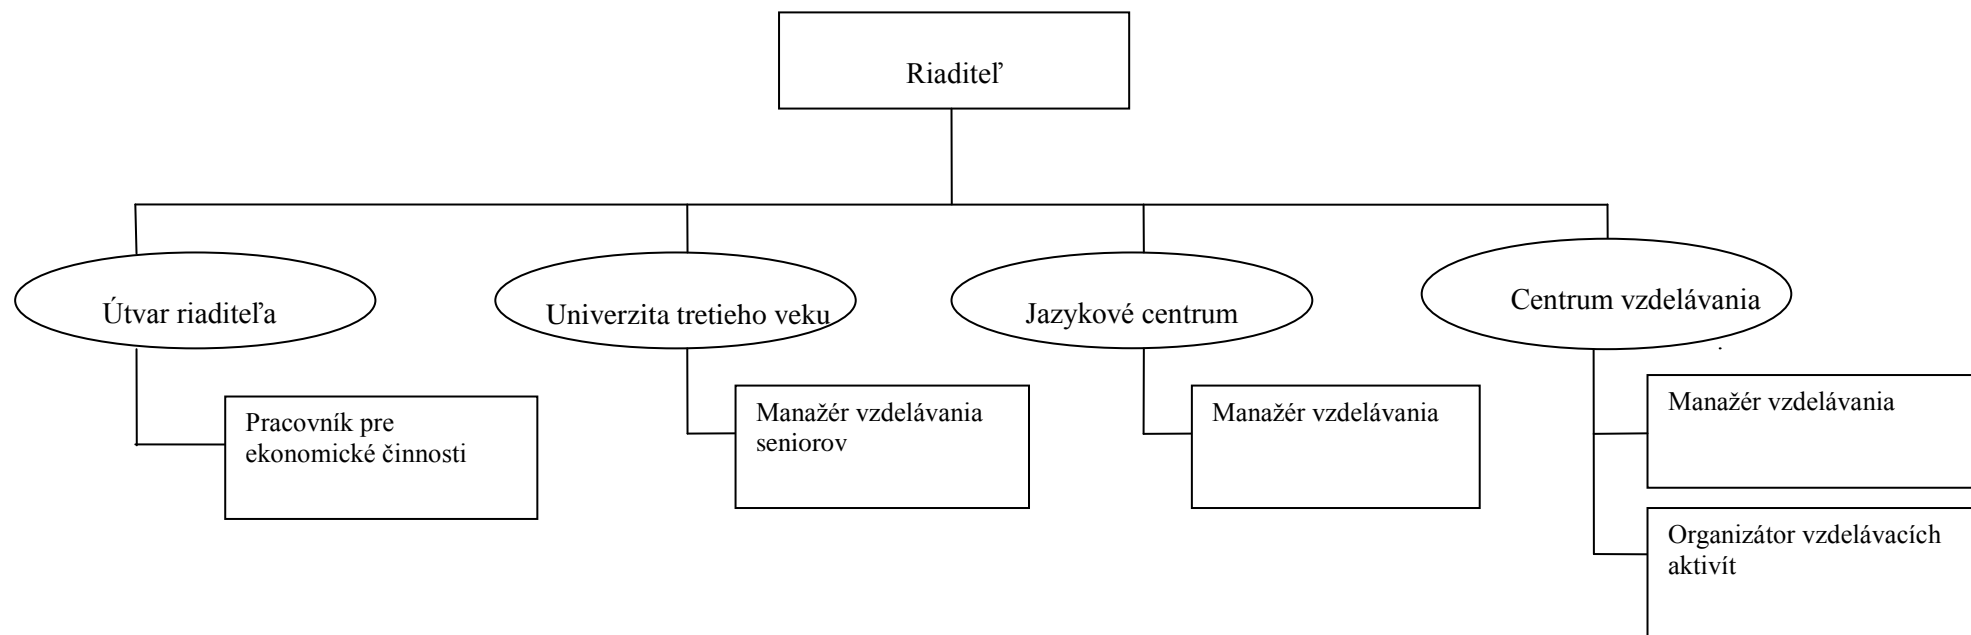 Riaditeľ
Útvar riaditeľa
Univerzita tretieho veku
Jazykové centrum
Centrum vzdelávania
Pracovník pre
ekonomické činnosti
Manažér vzdelávania
seniorov
Manažér vzdelávania
Manažér vzdelávania
Organizátor vzdelávacích
aktivít